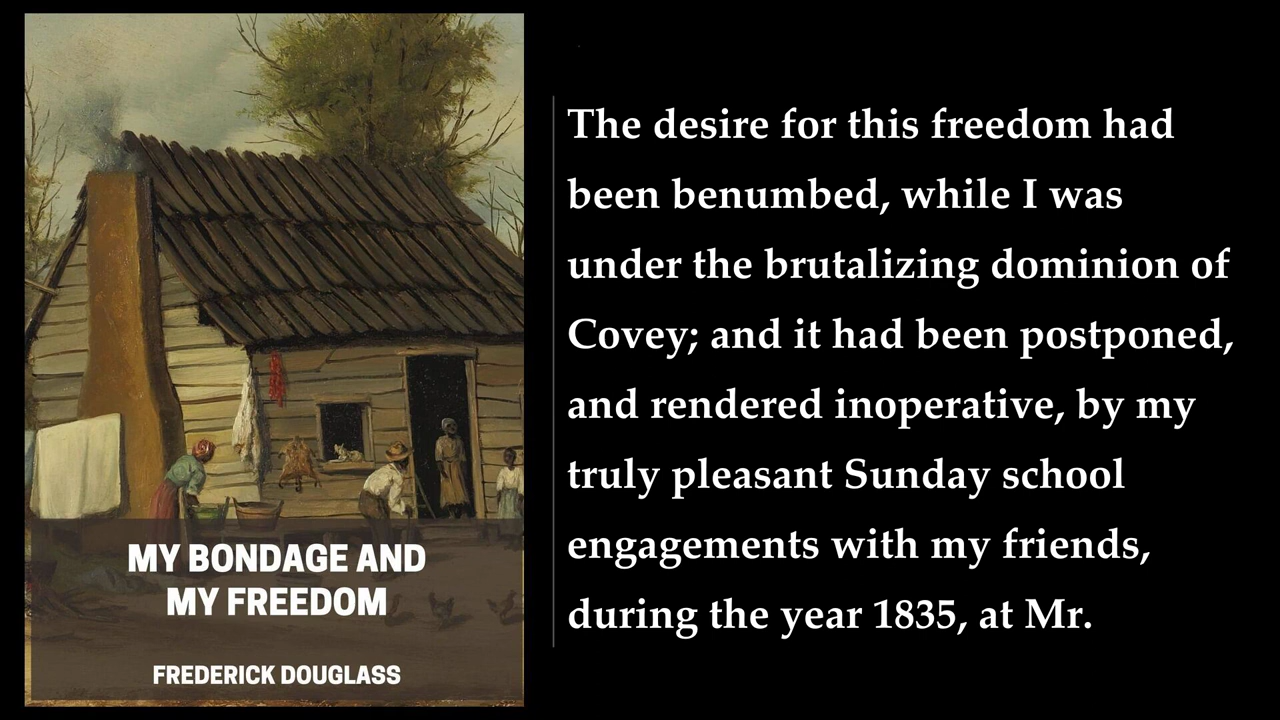 MY BONDAGE AND
MY FREEDOM
FREDERICK DOUGLASS
The desire for this freedom had
been benumbed, while I was
under the brutalizing dominion of
Covey; and it had been postponed,
and rendered inoperative, by my
truly pleasant Sunday school
engagements with my friends,
during the year 1835, at Mr.